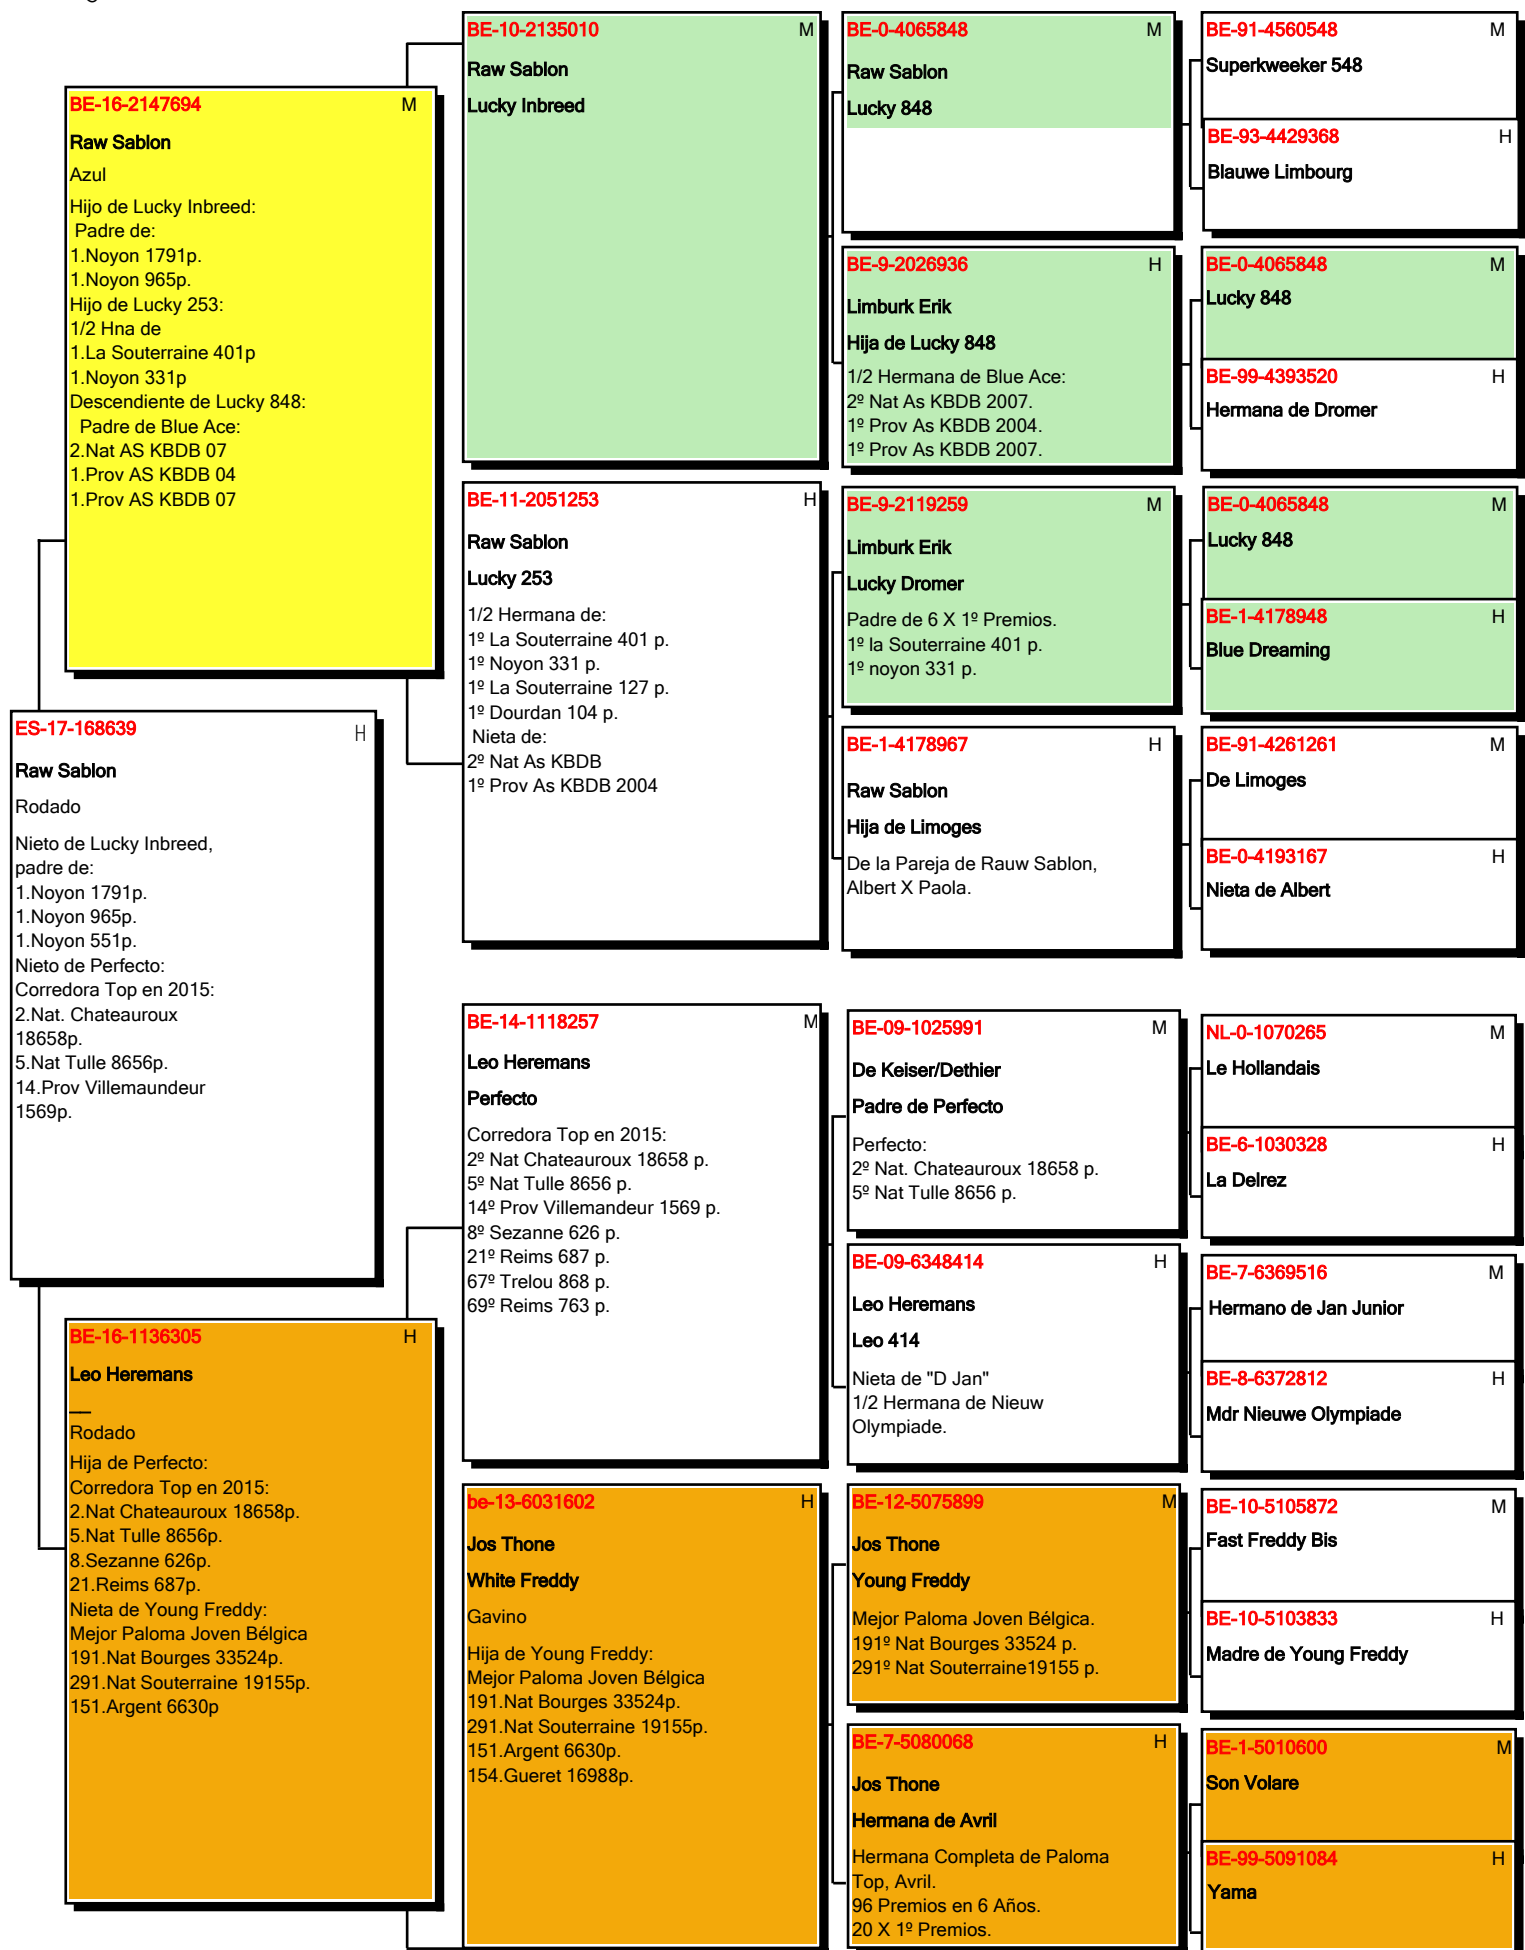 BE-16-2147694 M
Raw Sablon
Azul
Hijo de Lucky Inbreed:
Padre de:
1.Noyon 1791p.
1.Noyon 965p.
Hijo de Lucky 253:
1/2 Hna de
1.La Souterraine 401p
1.Noyon 331p
Descendiente de Lucky 848:
Padre de Blue Ace:
2.Nat AS KBDB 07
1.Prov AS KBDB 04
1.Prov AS KBDB 07
ES-17-168639 H
Raw Sablon
Rodado
Nieto de Lucky Inbreed,
padre de:
1.Noyon 1791p.
1.Noyon 965p.
1.Noyon 551p.
Nieto de Perfecto:
Corredora Top en 2015:
2.Nat. Chateauroux
18658p.
5.Nat Tulle 8656p.
14.Prov Villemaundeur
1569p.
BE-16-1136305 H
Leo Heremans
__
Rodado
Hija de Perfecto:
Corredora Top en 2015:
2.Nat Chateauroux 18658p.
5.Nat Tulle 8656p.
8.Sezanne 626p.
21.Reims 687p.
Nieta de Young Freddy:
Mejor Paloma Joven Bélgica
191.Nat Bourges 33524p.
291.Nat Souterraine 19155p.
151.Argent 6630p
BE-10-2135010 M
Raw Sablon
Lucky Inbreed
BE-11-2051253 H
Raw Sablon
Lucky 253
1/2 Hermana de:
1º La Souterraine 401 p.
1º Noyon 331 p.
1º La Souterraine 127 p.
1º Dourdan 104 p.
Nieta de:
2º Nat As KBDB
1º Prov As KBDB 2004
BE-14-1118257 M
Leo Heremans
Perfecto
Corredora Top en 2015:
2º Nat Chateauroux 18658 p.
5º Nat Tulle 8656 p.
14º Prov Villemandeur 1569 p.
8º Sezanne 626 p.
21º Reims 687 p.
67º Trelou 868 p.
69º Reims 763 p.
be-13-6031602 H
Jos Thone
White Freddy
Gavino
Hija de Young Freddy:
Mejor Paloma Joven Bélgica
191.Nat Bourges 33524p.
291.Nat Souterraine 19155p.
151.Argent 6630p.
154.Gueret 16988p.
BE-0-4065848 M
Raw Sablon
Lucky 848
BE-9-2026936 H
Limburk Erik
Hija de Lucky 848
1/2 Hermana de Blue Ace:
2º Nat As KBDB 2007.
1º Prov As KBDB 2004.
1º Prov As KBDB 2007.
BE-9-2119259 M
Limburk Erik
Lucky Dromer
Padre de 6 X 1º Premios.
1º la Souterraine 401 p.
1º noyon 331 p.
BE-1-4178967 H
Raw Sablon
Hija de Limoges
De la Pareja de Rauw Sablon,
Albert X Paola.
BE-09-1025991 M
De Keiser/Dethier
Padre de Perfecto
Perfecto:
2º Nat. Chateauroux 18658 p.
5º Nat Tulle 8656 p.
BE-09-6348414 H
Leo Heremans
Leo 414
Nieta de "D Jan"
1/2 Hermana de Nieuw
Olympiade.
BE-12-5075899 M
Jos Thone
Young Freddy
Mejor Paloma Joven Bélgica.
191º Nat Bourges 33524 p.
291º Nat Souterraine19155 p.
BE-7-5080068 H
Jos Thone
Hermana de Avril
Hermana Completa de Paloma
Top, Avril.
96 Premios en 6 Años.
20 X 1º Premios.
BE-91-4560548 M
Superkweeker 548
BE-93-4429368 H
Blauwe Limbourg
BE-0-4065848 M
Lucky 848
BE-99-4393520 H
Hermana de Dromer
BE-0-4065848 M
Lucky 848
BE-1-4178948 H
Blue Dreaming
BE-91-4261261 M
De Limoges
BE-0-4193167 H
Nieta de Albert
NL-0-1070265 M
Le Hollandais
BE-6-1030328 H
La Delrez
BE-7-6369516 M
Hermano de Jan Junior
BE-8-6372812 H
Mdr Nieuwe Olympiade
BE-10-5105872 M
Fast Freddy Bis
BE-10-5103833 H
Madre de Young Freddy
BE-1-5010600 M
Son Volare
BE-99-5091084 H
Yama